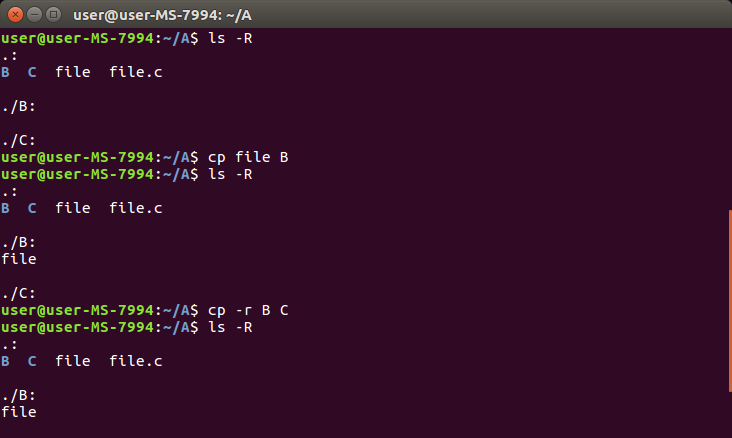 user@user-MS-7994: ~/A
user@user-MS-7994:~/A$ ls -R
.:
B  C  file  file.c
./B:
./C:
user@user-MS-7994:~/A$ cp file B
user@user-MS-7994:~/A$ ls -R
.:
B  C  file  file.c
./B:
file
./C:
user@user-MS-7994:~/A$ cp -r B C
user@user-MS-7994:~/A$ ls -R
.:
B  C  file  file.c
./B:
file